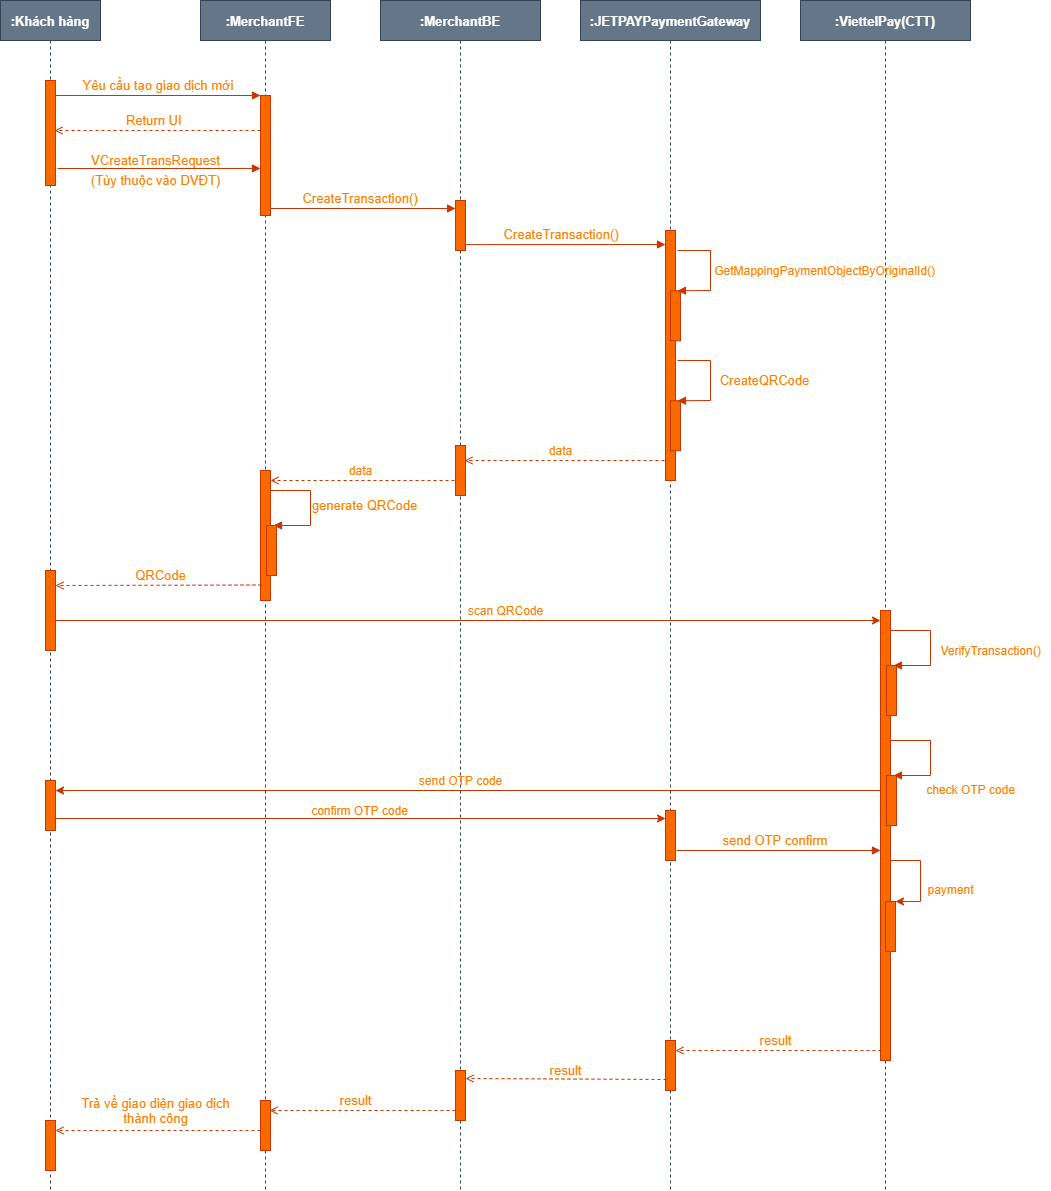 :Khách hàng
:MerchantFE
:MerchantBE
:JETPAYPaymentGateway
:ViettelPay(CTT)
Yêu cầu tạo giao dịch mới
Return UI
VCreateTransRequest
(Tùy thuộc vào DVĐT)
CreateTransaction()
CreateTransaction()
GetMappingPaymentObjectByOriginalId()
CreateQRCode
data
data
generate QRCode
QRCode
scan QRCode
VerifyTransaction()
send OTP code
check OTP code
confirm OTP code
send OTP confirm
payment
result
result
result
Trả về giao diện giao dịch
thành công